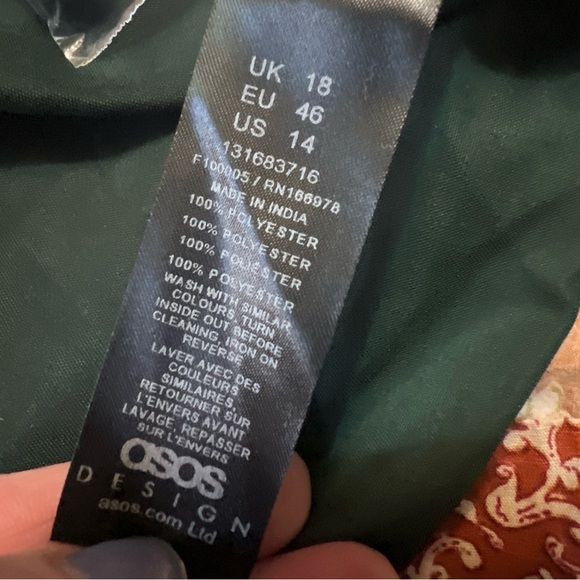 UK 18
EU 46
US 14
131683716
F100005 / RN166978
MADE IN INDIA
100% POLYESTER
100% POLYESTER
100% POLYESTER
100% POLYESTER
WASH WITH SIMILAR
COLOURS, TURN
INSIDE OUT BEFORE
CLEANING, IRON ON
REVERSE
LAVER AVEC DES
COULEURS
SIMILAIRES,
RETOURNER SUR
L'ENVERS AVANT
LAVAGE, REPASSER
SUR L'ENVERS
asos
DESIGN
asos.com Ltd